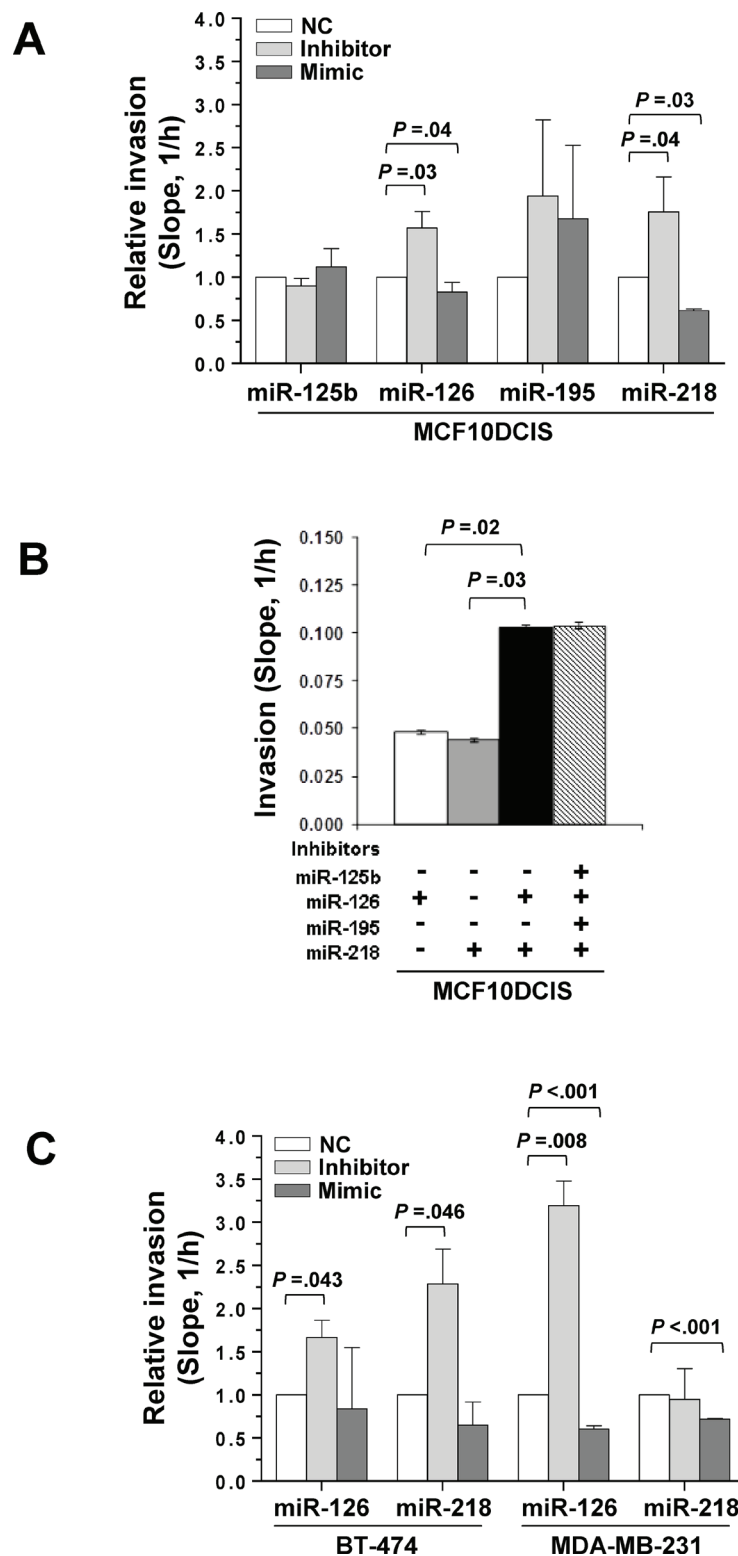 A
4.0
3.5
3.0
2.5
2.0
1.5
1.0
0.5
0.0
Relative invasion
(Slope, 1/h)
NC
Inhibitor
Mimic
P =.04
P =.03
P =.03
P =.04
miR-125b miR-126 miR-195 miR-218
MCF10DCIS
B
0.150
0.125
0.100
0.075
0.050
0.025
0.000
Invasion (Slope, 1/h)
P =.02
P =.03
Inhibitors
miR-125b - - - +
miR-126 + - + +
miR-195 - - - +
miR-218 - + + +
MCF10DCIS
C
4.0
3.5
3.0
2.5
2.0
1.5
1.0
0.5
0.0
Relative invasion
(Slope, 1/h)
NC
Inhibitor
Mimic
P =.043
P =.046
P <.001
P =.008
P <.001
miR-126 miR-218 miR-126 miR-218
BT-474 MDA-MB-231